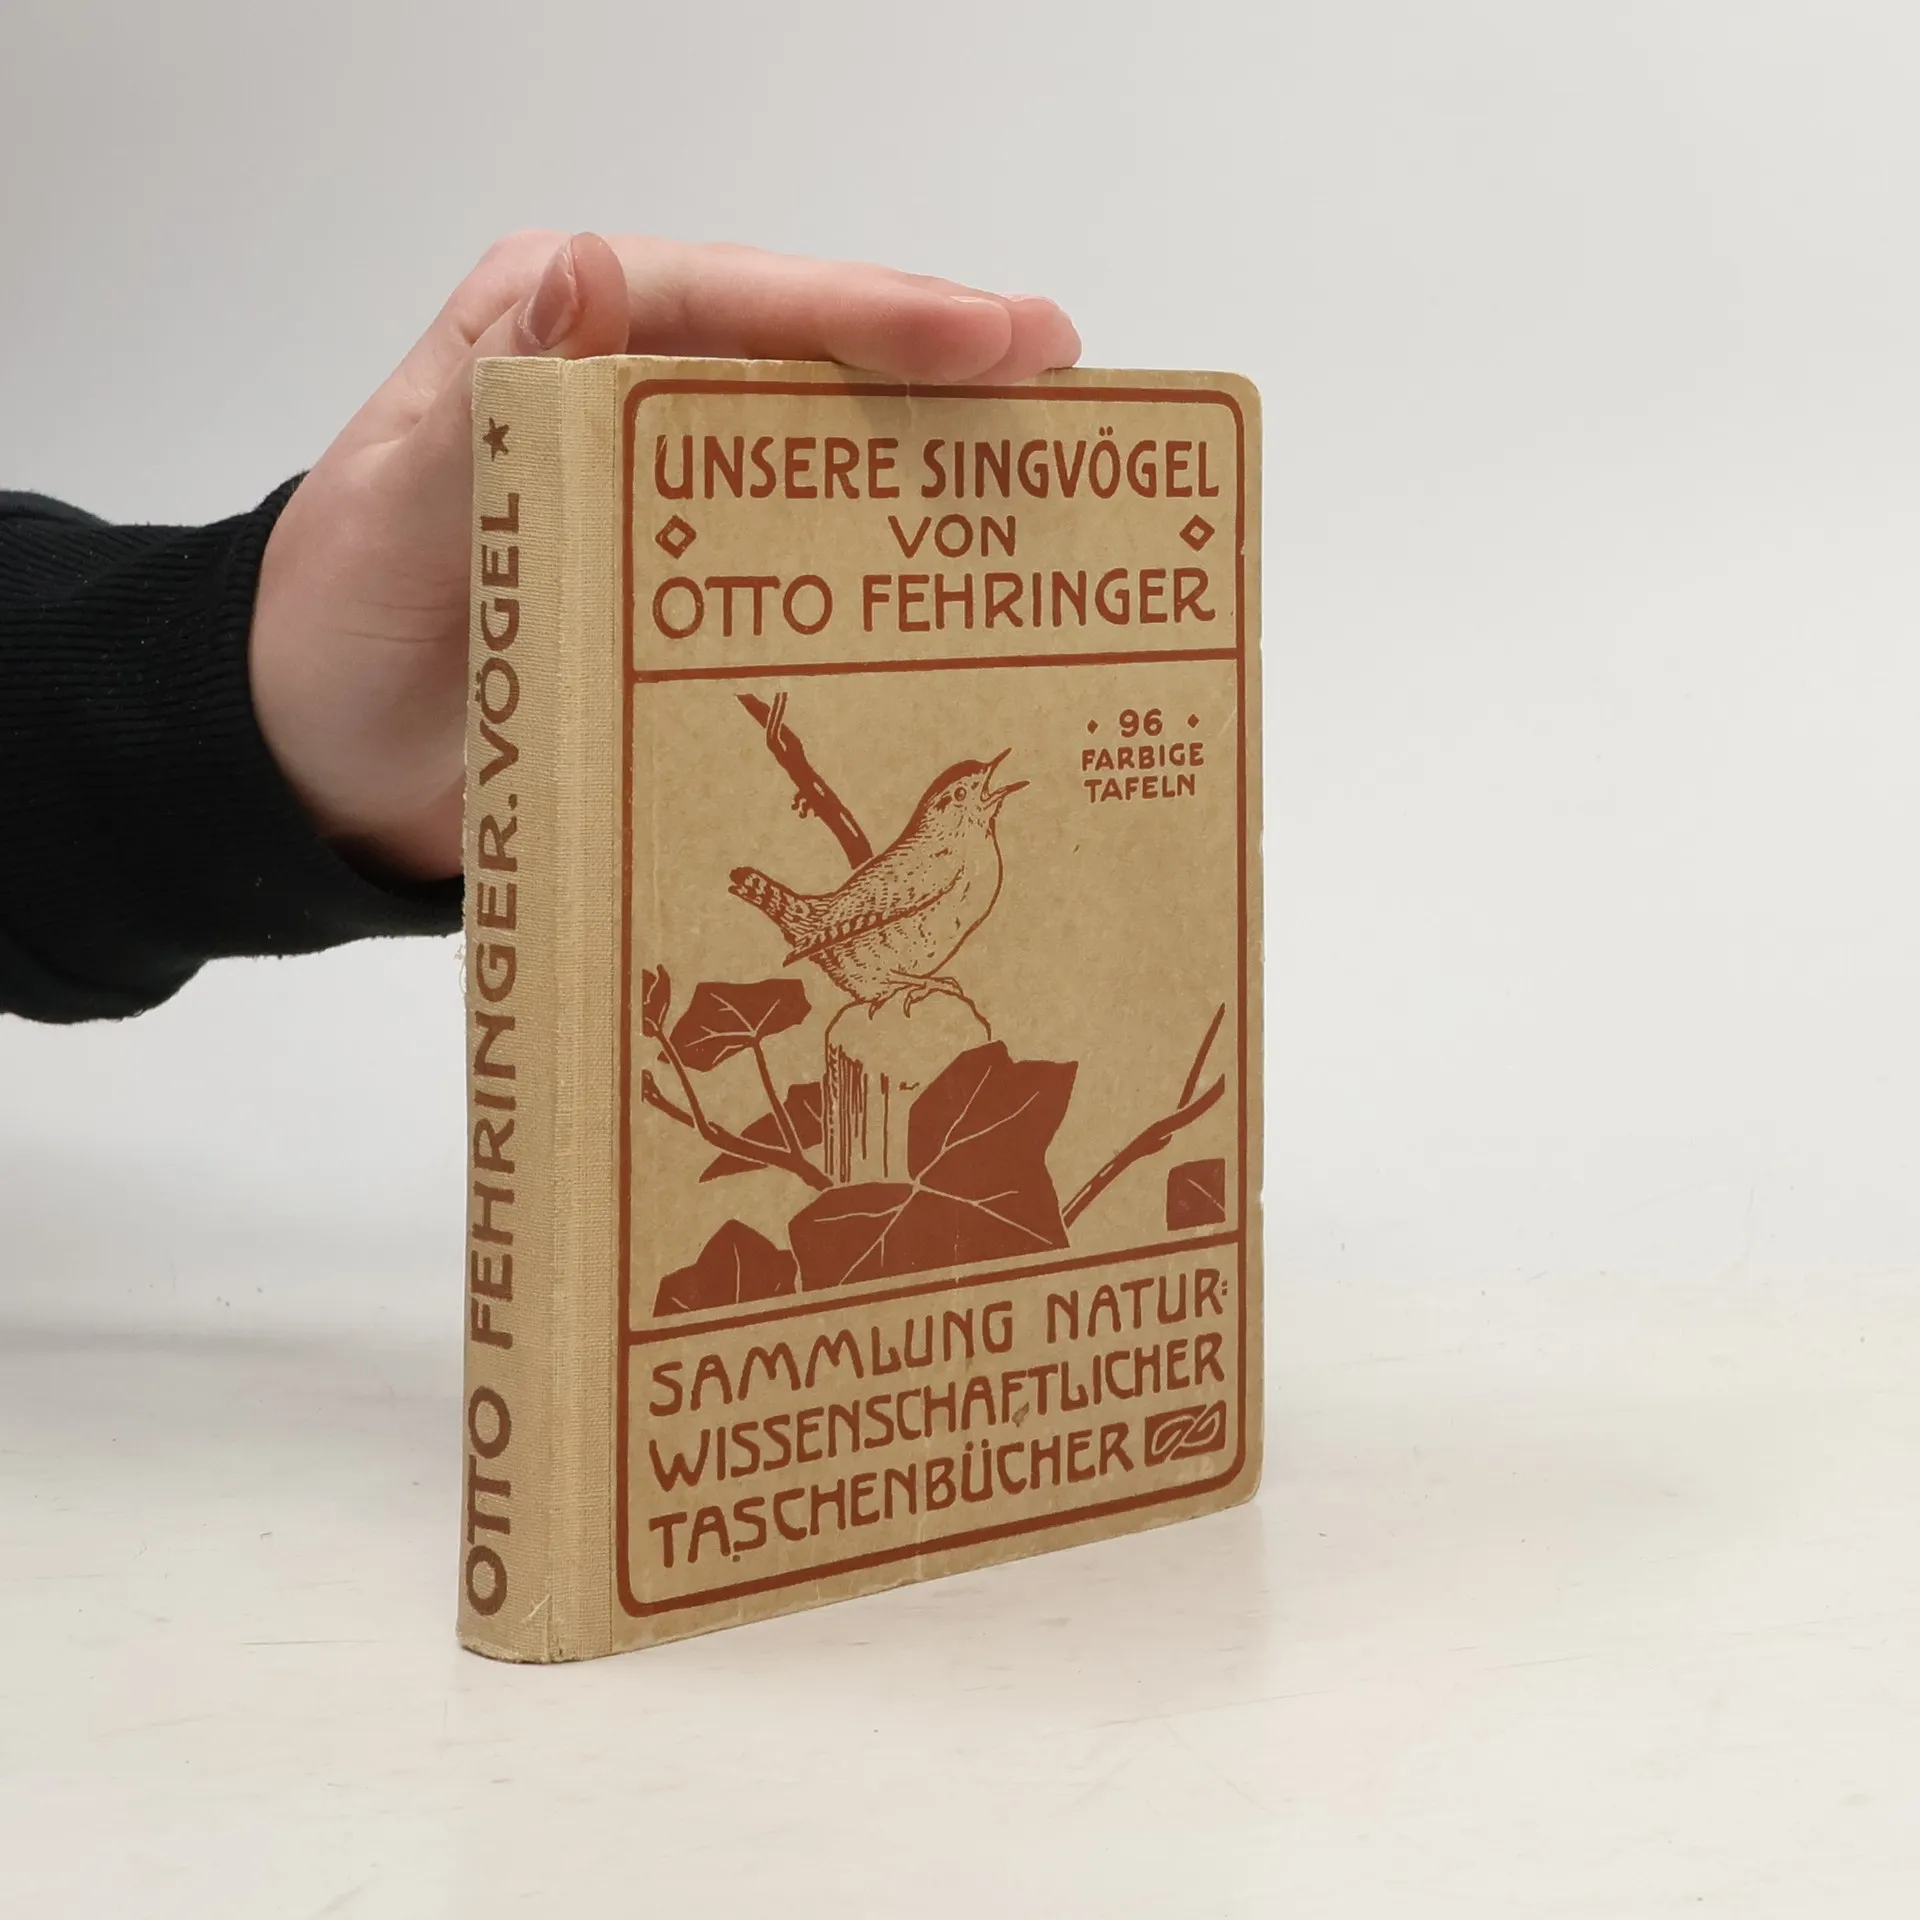 OTTO FEHRINGER. VÖGEL ★
UNSERE SINGVÖGEL
VON
OTTO FEHRINGER
• 96 •
FARBIGE
TAFELN
SAMMLUNG NATUR=
WISSENSCHAFTLICHER
TASCHENBÜCHER